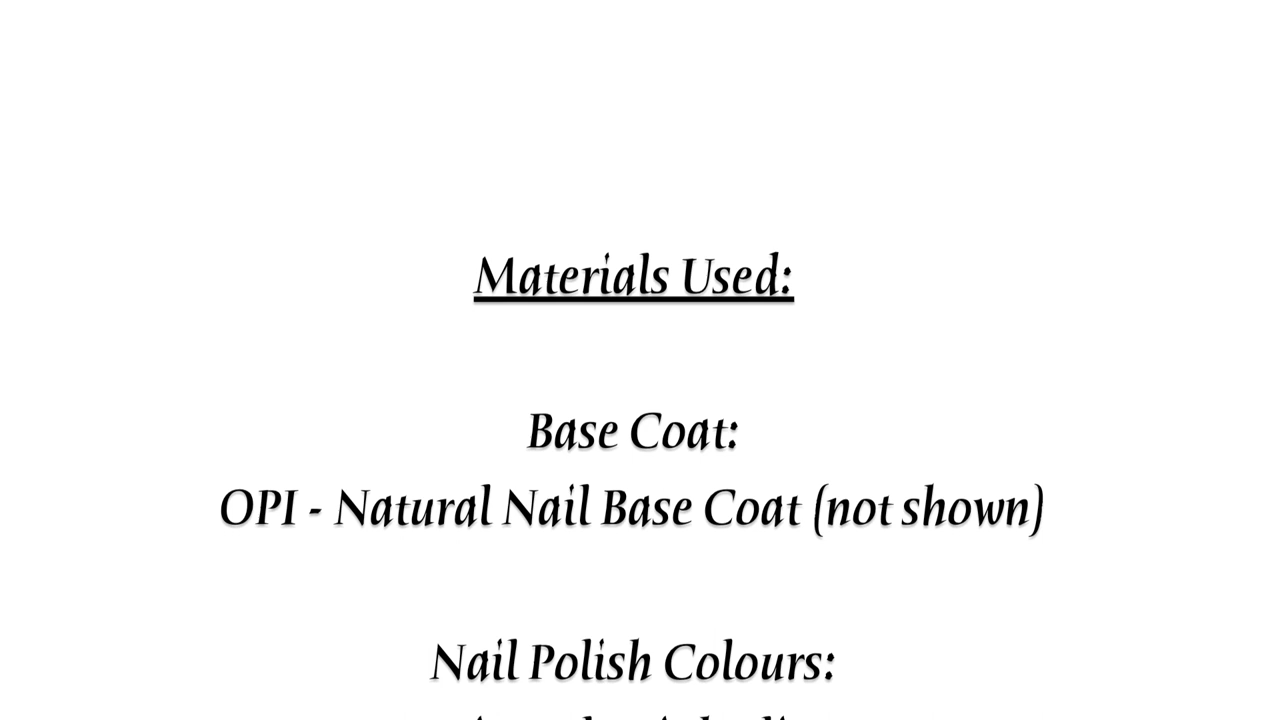 Materials Used:
Base Coat:
OPI - Natural Nail Base Coat (not shown)
Nail Polish Colours: